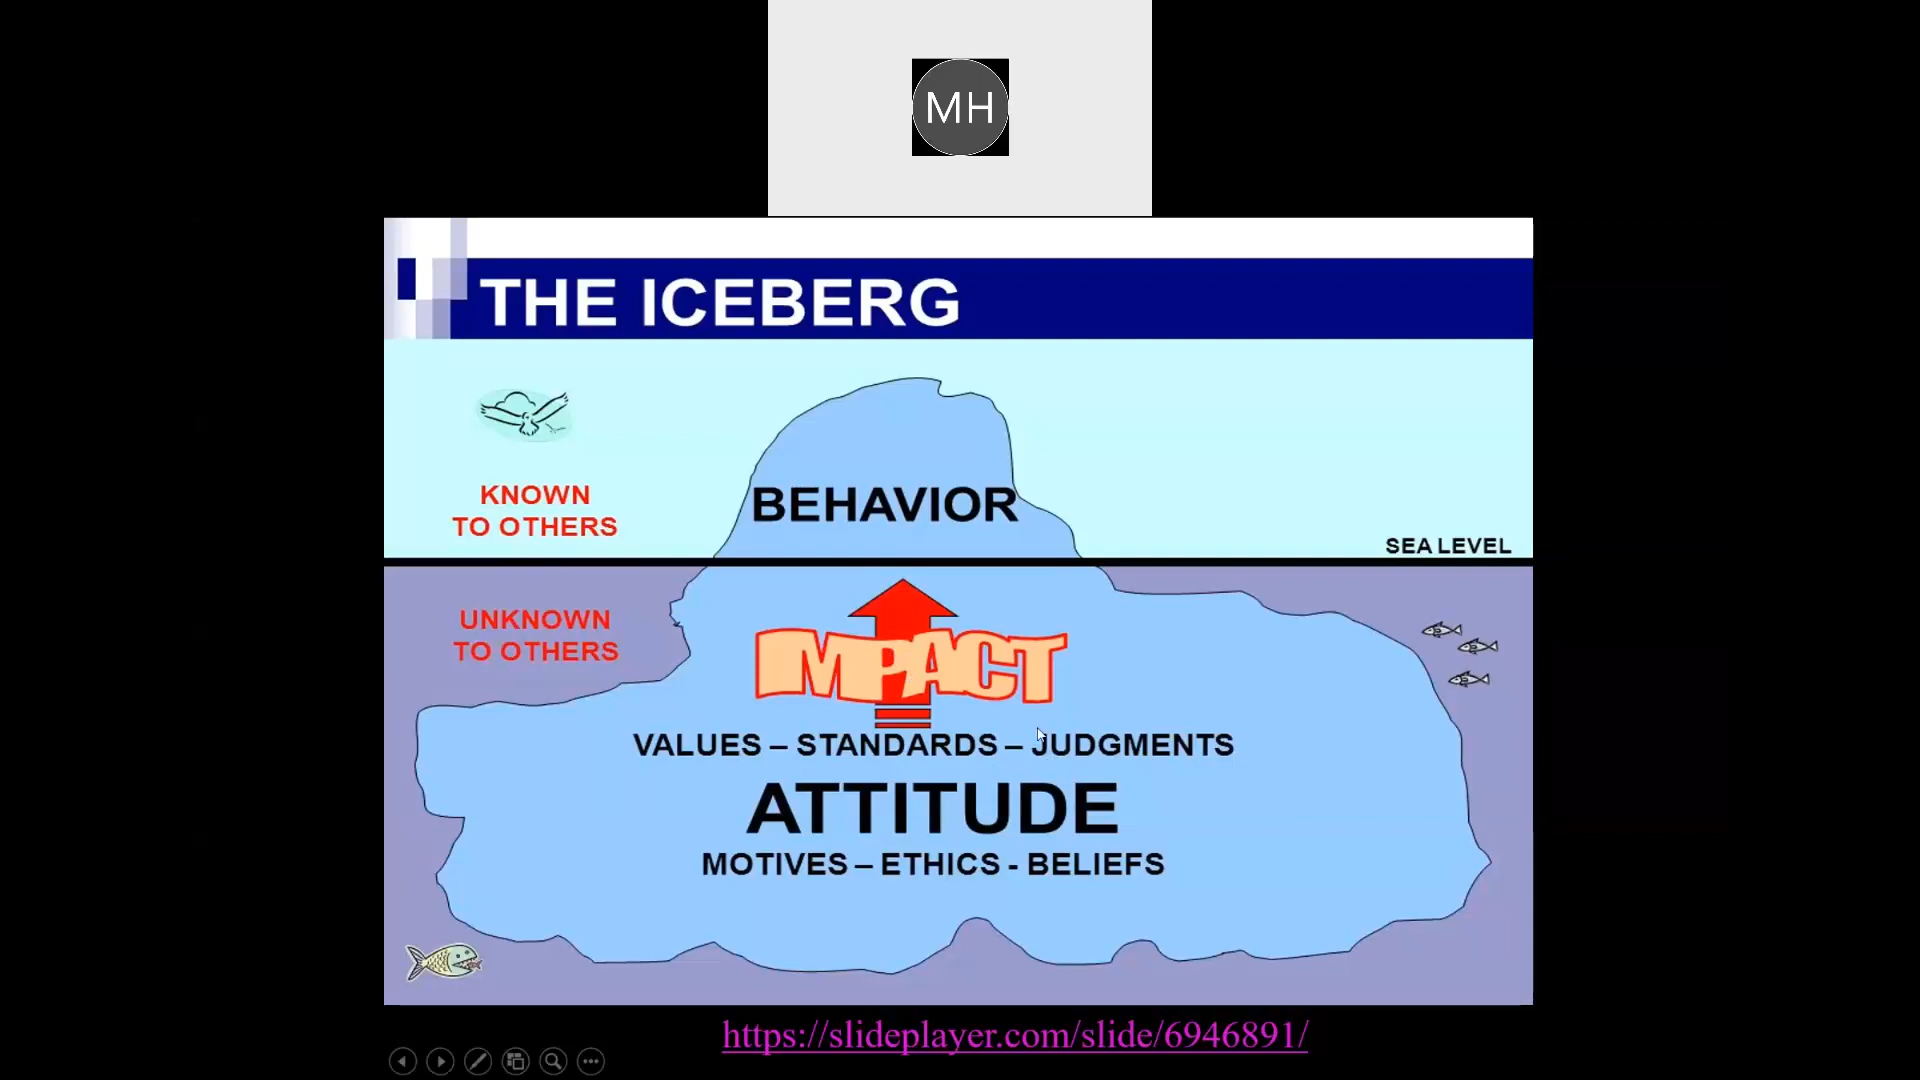 MH
THE ICEBERG
KNOWN
TO OTHERS
BEHAVIOR
SEA LEVEL
UNKNOWN
TO OTHERS
IMPACT
VALUES – STANDARDS – JUDGMENTS
ATTITUDE
MOTIVES – ETHICS - BELIEFS
https://slideplayer.com/slide/6946891/